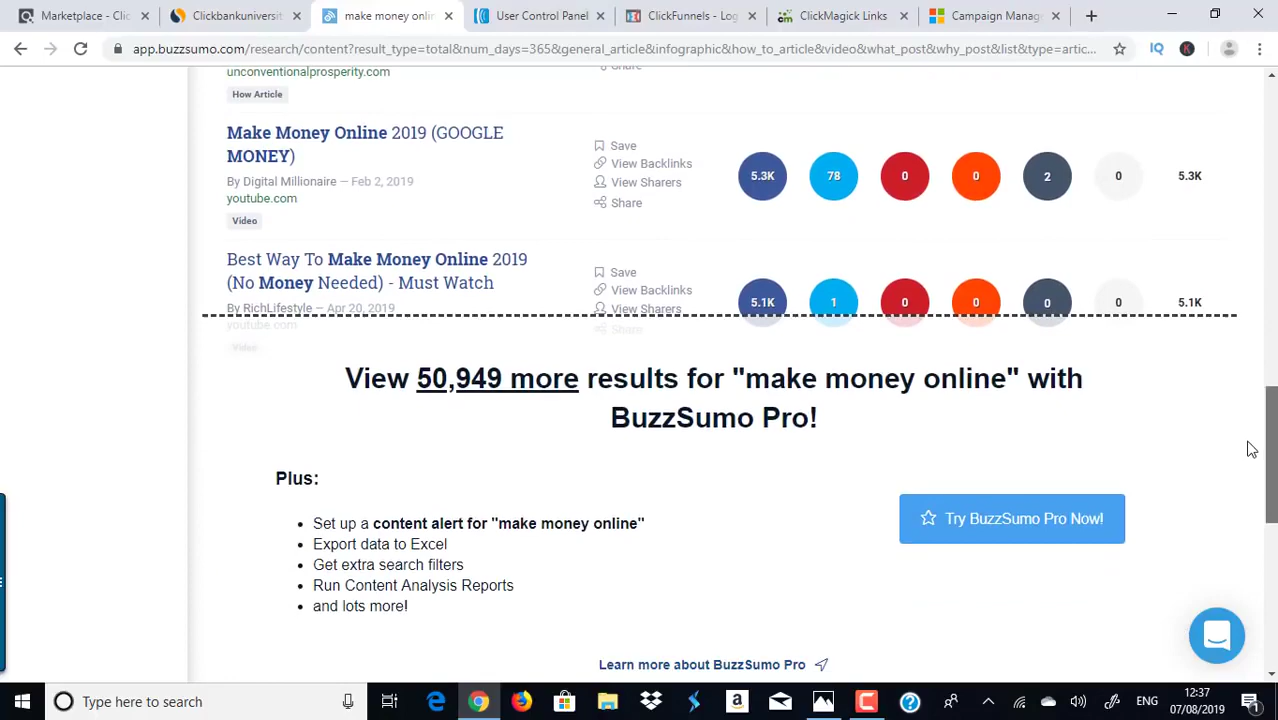 Marketplace - Clic
Clickbankuniversit
make money onlin
User Control Panel
ClickFunnels - Log
ClickMagick Links
Campaign Manag
app.buzzsumo.com/research/content?result_type=total&num_days=365&general_article&infographic&how_to_article&video&what_post&why_post&list&type=artic...
unconventionalprosperity.com
Share
How Article
Make Money Online 2019 (GOOGLE
MONEY)
By Digital Millionaire — Feb 2, 2019
youtube.com
Video
Save
View Backlinks
View Sharers
Share
5.3K 78 0 0 2 0 5.3K
Best Way To Make Money Online 2019
(No Money Needed) - Must Watch
By RichLifestyle — Apr 20, 2019
youtube.com
Video
Save
View Backlinks
View Sharers
Share
5.1K 1 0 0 0 0 5.1K
View 50,949 more results for "make money online" with
BuzzSumo Pro!
Plus:
• Set up a content alert for "make money online"
• Export data to Excel
• Get extra search filters
• Run Content Analysis Reports
• and lots more!
Try BuzzSumo Pro Now!
Learn more about BuzzSumo Pro
Type here to search
ENG
12:37
07/08/2019